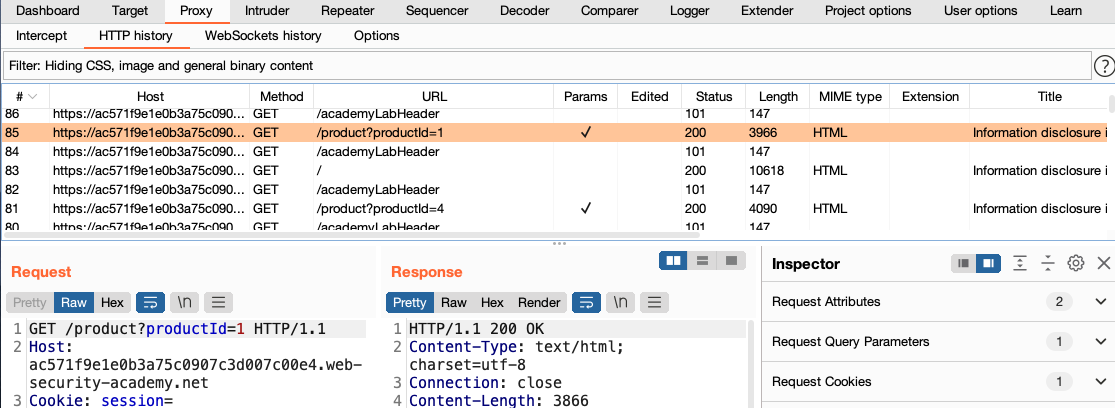 Dashboard Target Proxy Intruder Repeater Sequencer Decoder Comparer Logger Extender Project options User options Learn
Intercept HTTP history WebSockets history Options
Filter: Hiding CSS, image and general binary content ?
# Host Method URL Params Edited Status Length MIME type Extension Title
86 https://ac571f9e1e0b3a75c090... GET /academyLabHeader 101 147
85 https://ac571f9e1e0b3a75c090... GET /product?productId=1 ✓ 200 3966 HTML Information disclosure i
84 https://ac571f9e1e0b3a75c090... GET /academyLabHeader 101 147
83 https://ac571f9e1e0b3a75c090... GET / 200 10618 HTML Information disclosure i
82 https://ac571f9e1e0b3a75c090... GET /academyLabHeader 101 147
81 https://ac571f9e1e0b3a75c090... GET /product?productId=4 ✓ 200 4090 HTML Information disclosure i
80 https://ac571f9e1e0b3a75c090... GET /academyLabHeader 101 147
Request
Pretty Raw Hex \n
1 GET /product?productId=1 HTTP/1.1
2 Host:
ac571f9e1e0b3a75c0907c3d007c00e4.web-
security-academy.net
3 Cookie: session=
Response
Pretty Raw Hex Render \n
1 HTTP/1.1 200 OK
2 Content-Type: text/html;
charset=utf-8
3 Connection: close
4 Content-Length: 3866
Inspector
Request Attributes 2
Request Query Parameters 1
Request Cookies 1